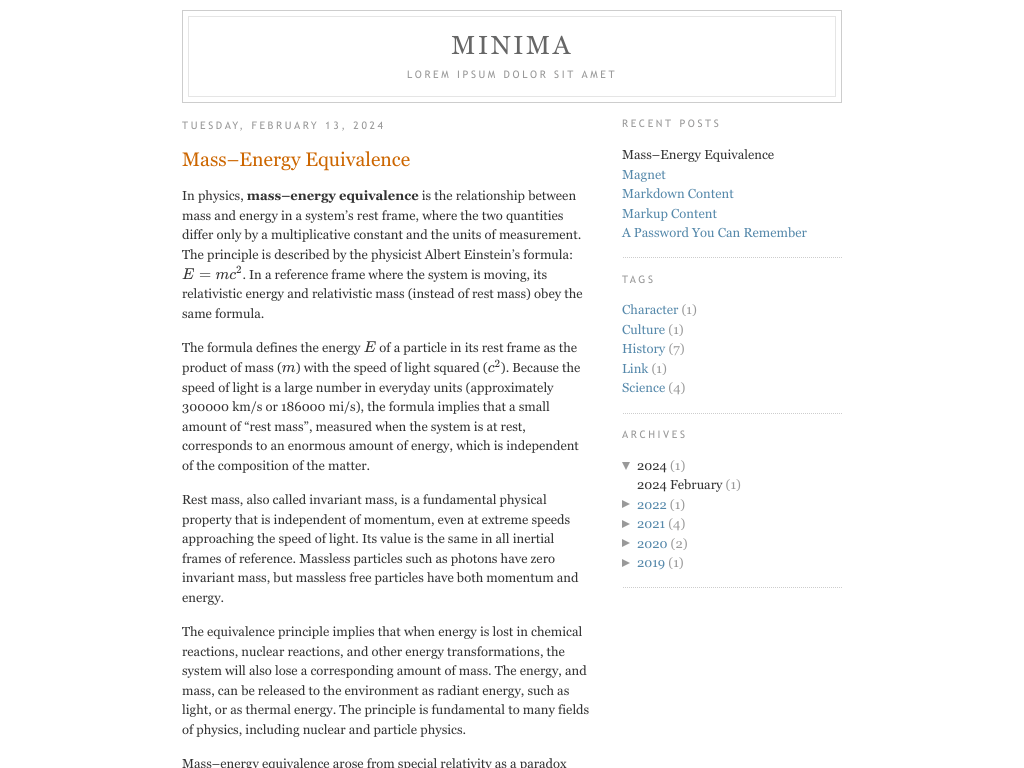 MINIMA
LOREM IPSUM DOLOR SIT AMET
TUESDAY, FEBRUARY 13, 2024
Mass–Energy Equivalence
In physics, mass–energy equivalence is the relationship between
mass and energy in a system’s rest frame, where the two quantities
differ only by a multiplicative constant and the units of measurement.
The principle is described by the physicist Albert Einstein’s formula:
E = mc². In a reference frame where the system is moving, its
relativistic energy and relativistic mass (instead of rest mass) obey the
same formula.
The formula defines the energy E of a particle in its rest frame as the
product of mass (m) with the speed of light squared (c²). Because the
speed of light is a large number in everyday units (approximately
300000 km/s or 186000 mi/s), the formula implies that a small
amount of “rest mass”, measured when the system is at rest,
corresponds to an enormous amount of energy, which is independent
of the composition of the matter.
Rest mass, also called invariant mass, is a fundamental physical
property that is independent of momentum, even at extreme speeds
approaching the speed of light. Its value is the same in all inertial
frames of reference. Massless particles such as photons have zero
invariant mass, but massless free particles have both momentum and
energy.
The equivalence principle implies that when energy is lost in chemical
reactions, nuclear reactions, and other energy transformations, the
system will also lose a corresponding amount of mass. The energy, and
mass, can be released to the environment as radiant energy, such as
light, or as thermal energy. The principle is fundamental to many fields
of physics, including nuclear and particle physics.
Mass–energy equivalence arose from special relativity as a paradox
RECENT POSTS
Mass–Energy Equivalence
Magnet
Markdown Content
Markup Content
A Password You Can Remember
TAGS
Character (1)
Culture (1)
History (7)
Link (1)
Science (4)
ARCHIVES
▼ 2024 (1)
2024 February (1)
► 2022 (1)
► 2021 (4)
► 2020 (2)
► 2019 (1)